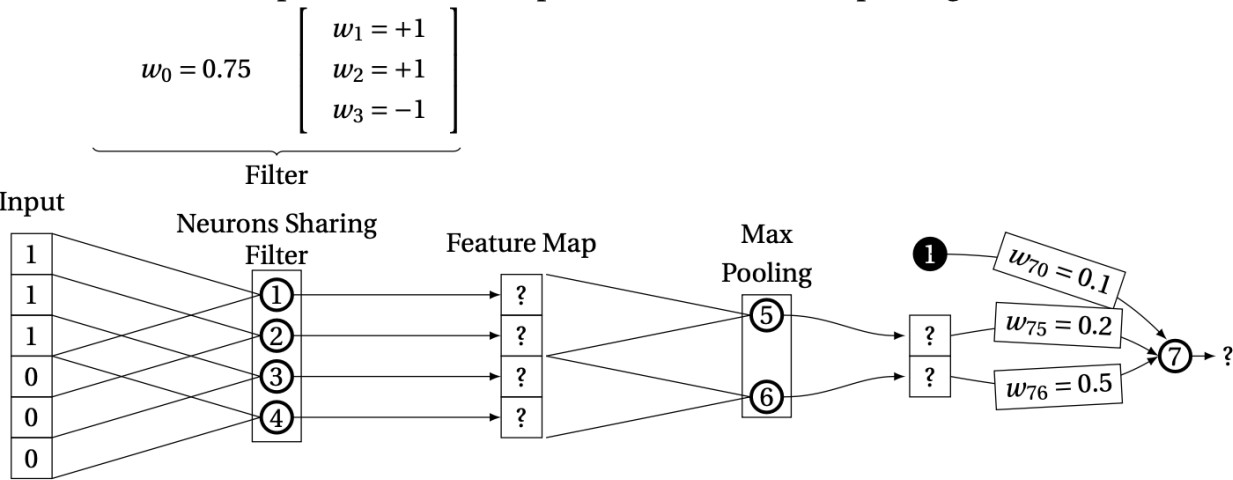 w₁ = +1
w₀ = 0.75
w₂ = +1
w₃ = −1
Filter
Input
Neurons Sharing
Filter
Feature Map
Max
Pooling
1
1
1
0
0
0
1
2
3
4
?
?
?
?
5
6
?
?
1
w₇₀ = 0.1
w₇₅ = 0.2
w₇₆ = 0.5
7
?